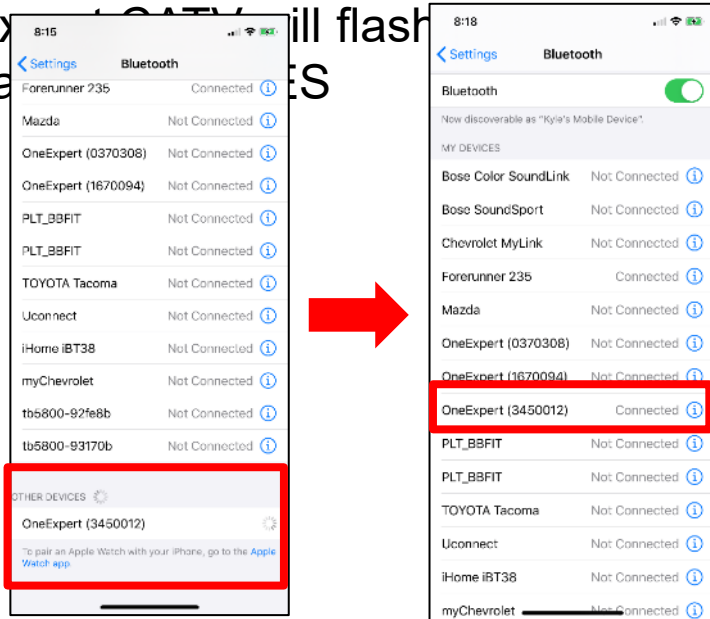 CATV will flash
ES
8:15
Settings Bluetooth
Forerunner 235 Connected
Mazda Not Connected
OneExpert (0370308) Not Connected
OneExpert (1670094) Not Connected
PLT_BBFIT Not Connected
PLT_BBFIT Not Connected
TOYOTA Tacoma Not Connected
Uconnect Not Connected
iHome iBT38 Not Connected
myChevrolet Not Connected
tb5800-92fe8b Not Connected
tb5800-93170b Not Connected
OTHER DEVICES
OneExpert (3450012)
To pair an Apple Watch with your iPhone, go to the Apple
Watch app.
8:18
Settings Bluetooth
Bluetooth
Now discoverable as "Kyle's Mobile Device".
MY DEVICES
Bose Color SoundLink Not Connected
Bose SoundSport Not Connected
Chevrolet MyLink Not Connected
Forerunner 235 Connected
Mazda Not Connected
OneExpert (0370308) Not Connected
OneExpert (1670094) Not Connected
OneExpert (3450012) Connected
PLT_BBFIT Not Connected
PLT_BBFIT Not Connected
TOYOTA Tacoma Not Connected
Uconnect Not Connected
iHome iBT38 Not Connected
myChevrolet Not Connected